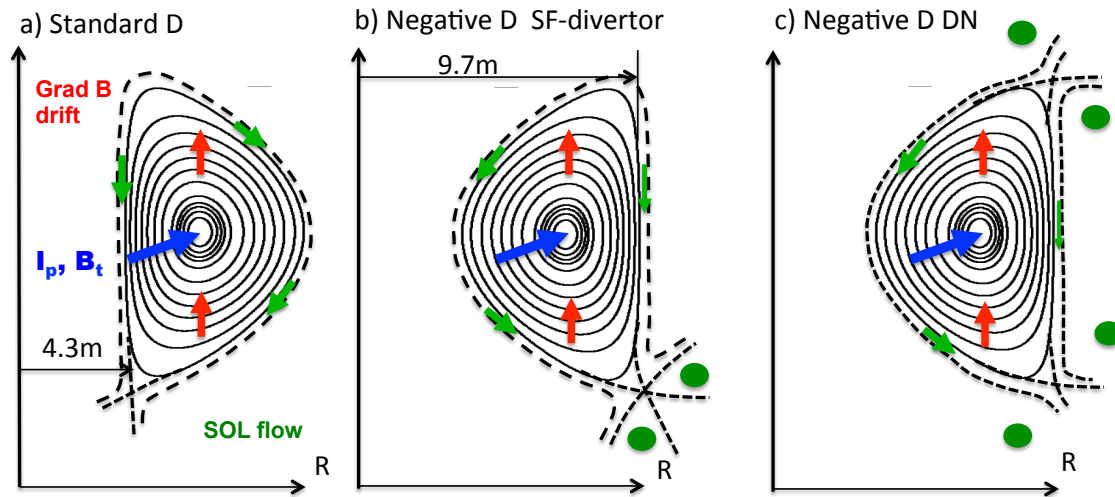 a) Standard D
b) Negative D SF-divertor
c) Negative D DN
9.7m
Grad B
drift
Iₚ, Bₜ
4.3m
SOL flow
R
R
R